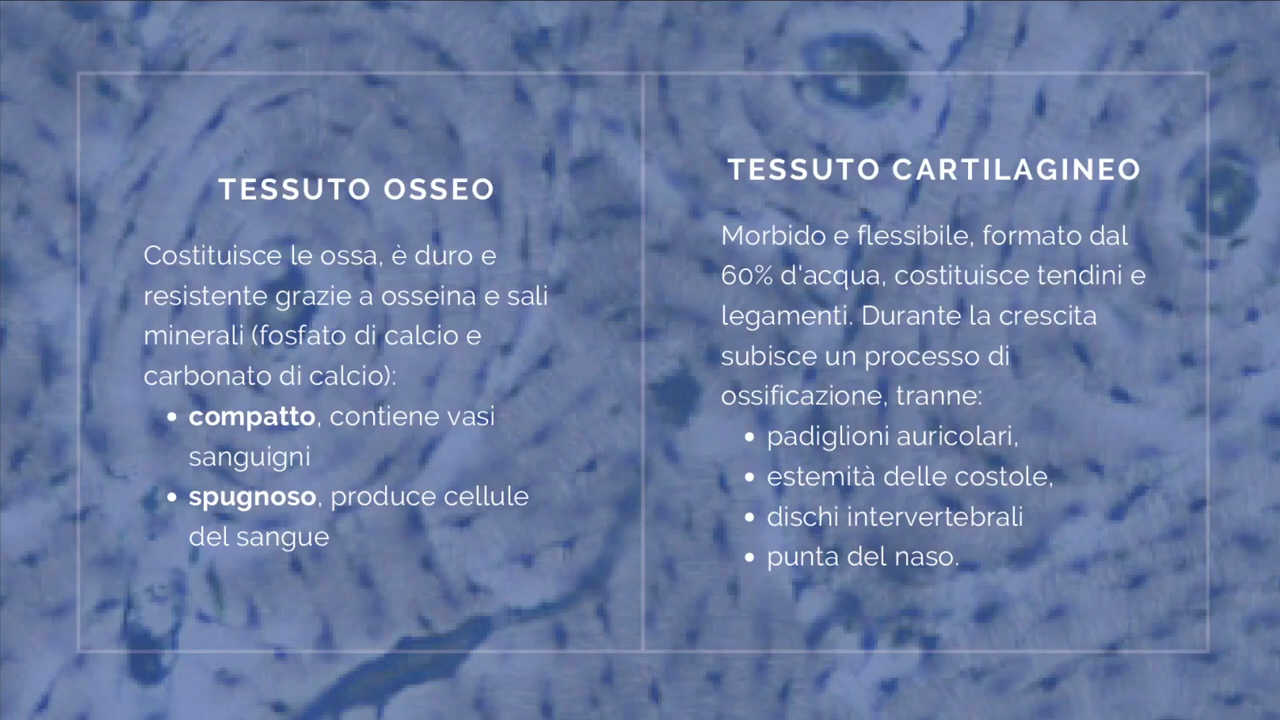 TESSUTO OSSEO
Costituisce le ossa, è duro e
resistente grazie a osseina e sali
minerali (fosfato di calcio e
carbonato di calcio):
• compatto, contiene vasi
sanguigni
• spugnoso, produce cellule
del sangue
TESSUTO CARTILAGINEO
Morbido e flessibile, formato dal
60% d'acqua, costituisce tendini e
legamenti. Durante la crescita
subisce un processo di
ossificazione, tranne:
• padiglioni auricolari,
• estemità delle costole,
• dischi intervertebrali
• punta del naso.